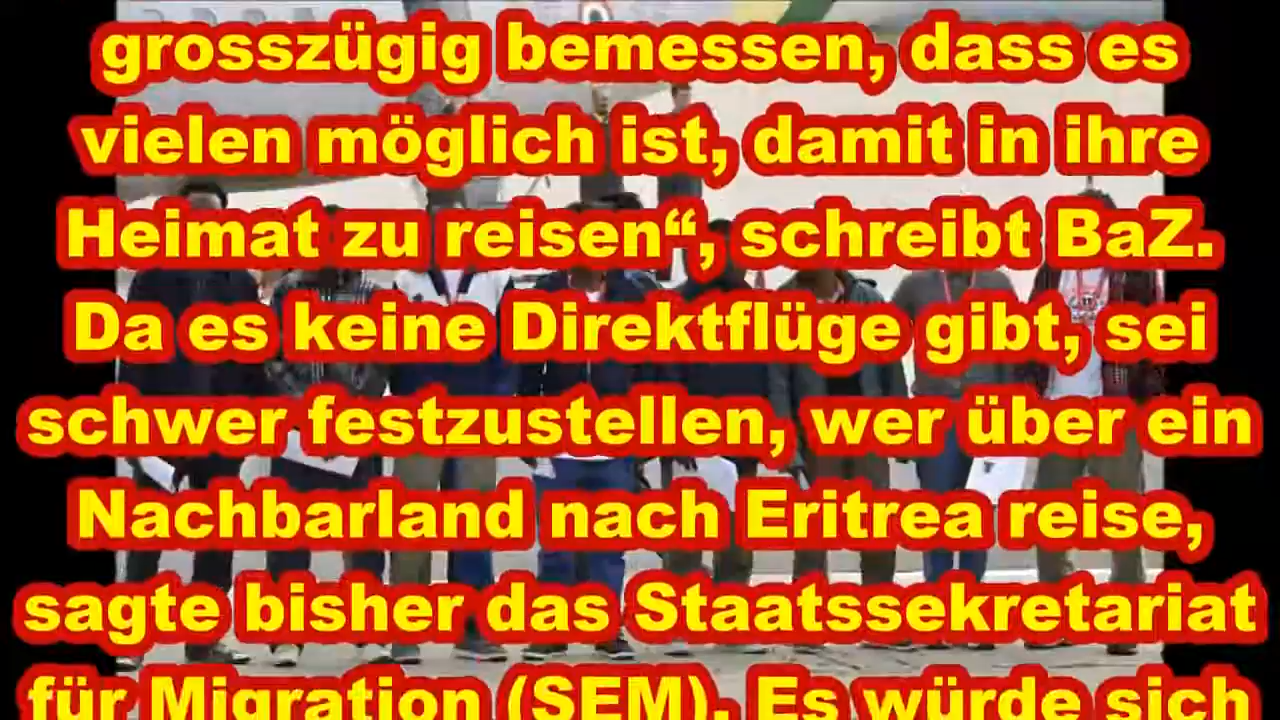 grosszügig bemessen, dass es
vielen möglich ist, damit in ihre
Heimat zu reisen“, schreibt BaZ.
Da es keine Direktflüge gibt, sei
schwer festzustellen, wer über ein
Nachbarland nach Eritrea reise,
sagte bisher das Staatssekretariat
für Migration (SEM). Es würde sich